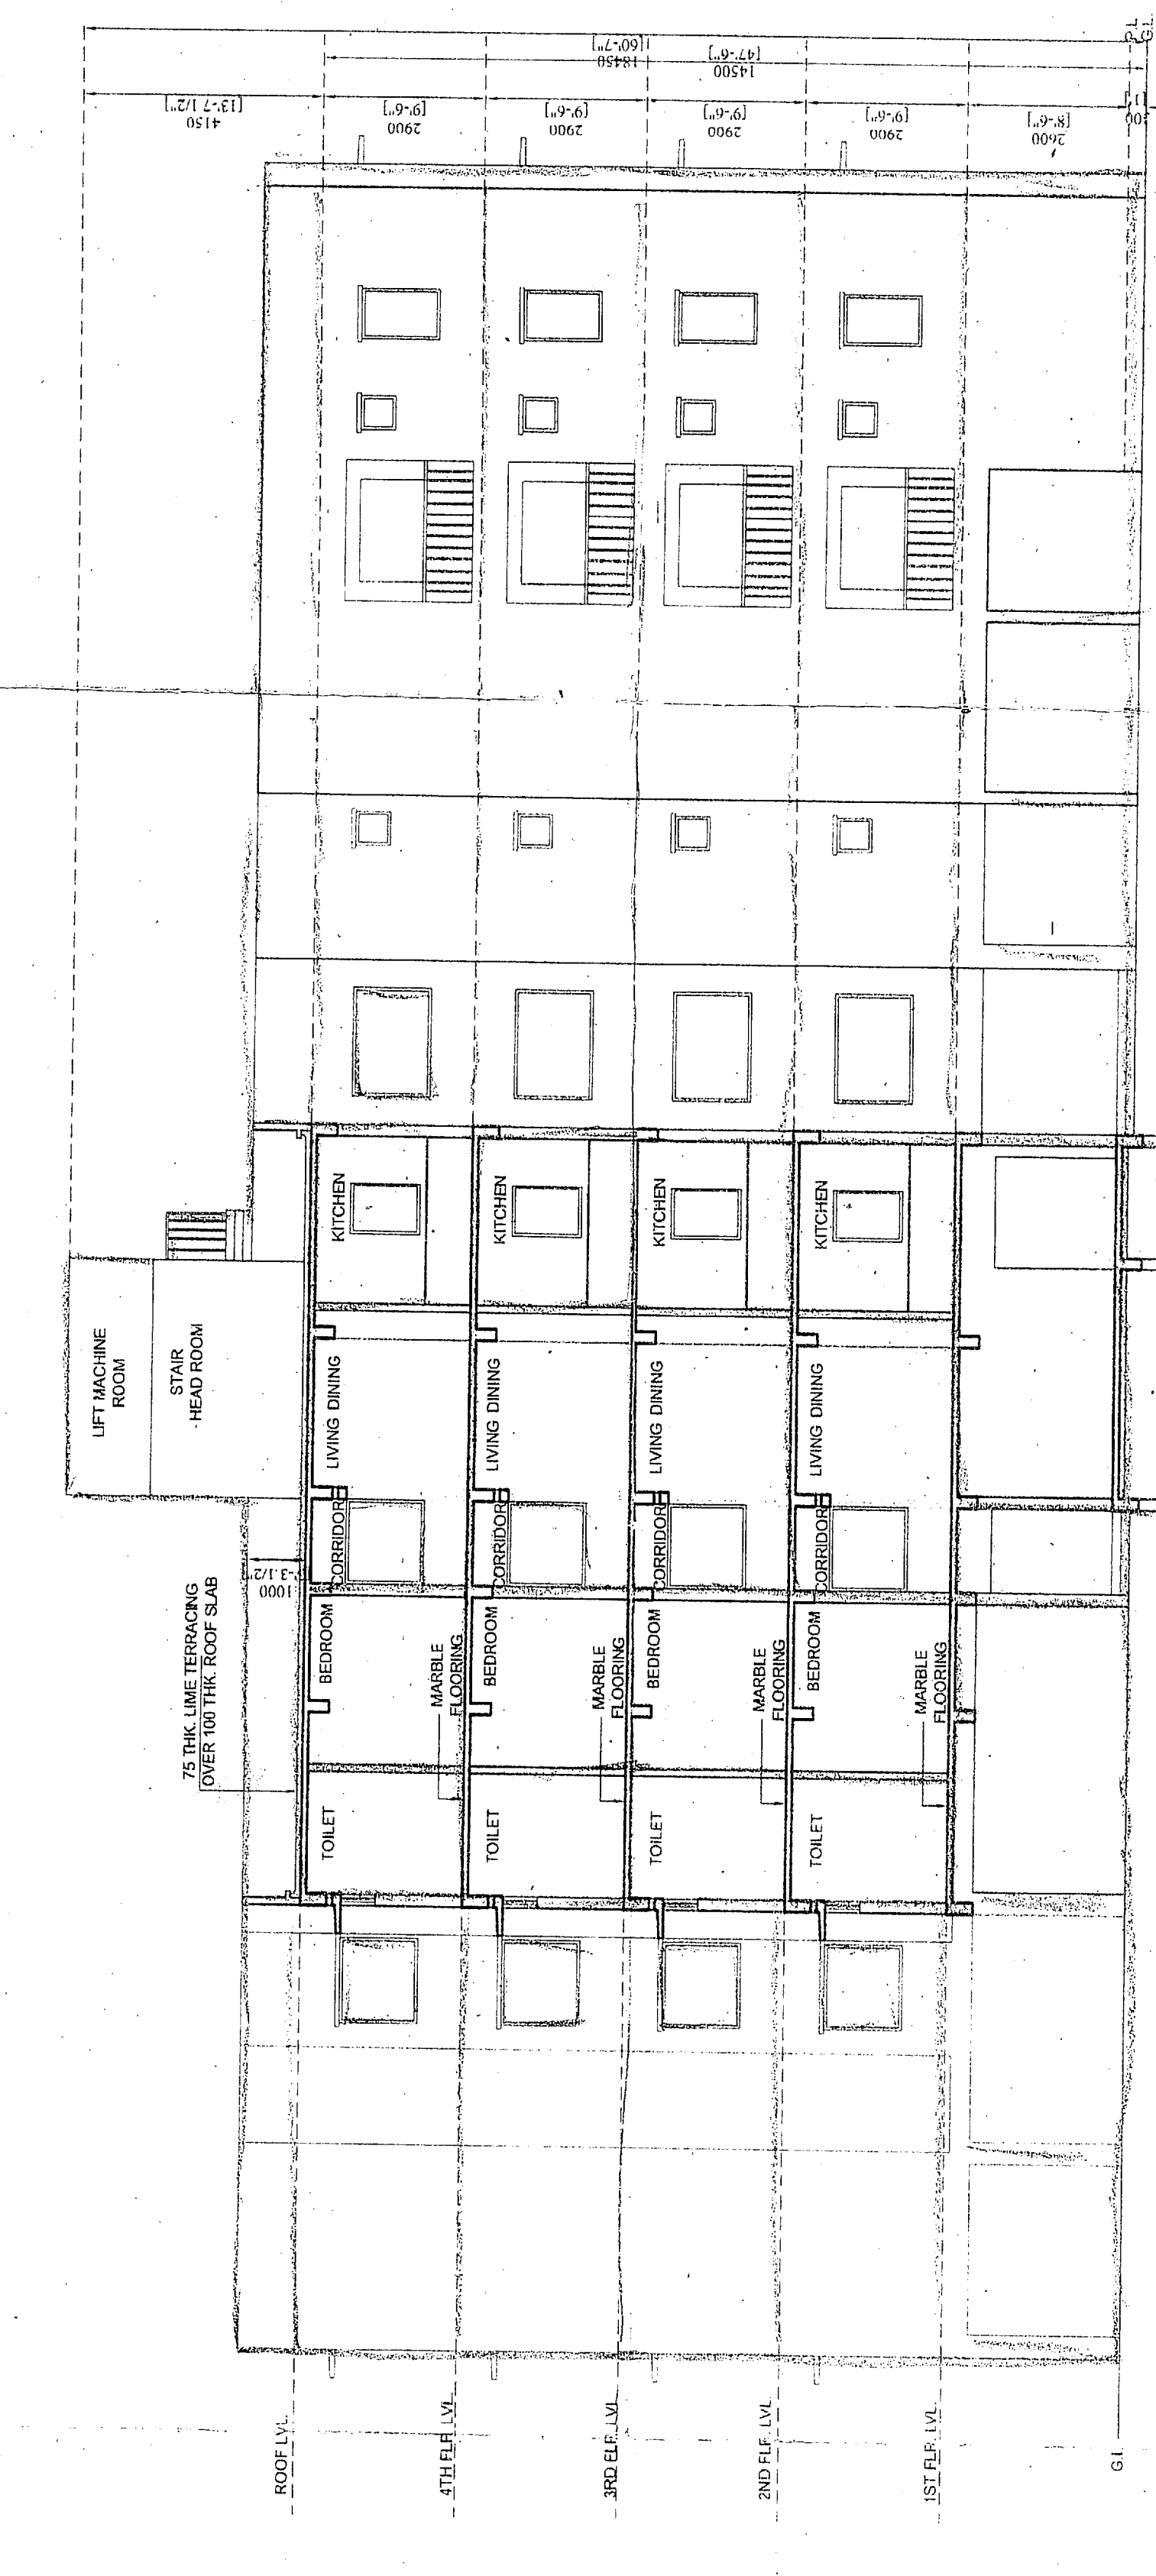 LIFT MACHINE
ROOM
STAIR
HEAD ROOM
75 THK. LIME TERRACING
OVER 100 THK. ROOF SLAB
1000
ROOF LVL.
TOILET
BEDROOM
CORRIDOR
LIVING DINING
KITCHEN
MARBLE
FLOORING
4TH FLR. LVL.
TOILET
BEDROOM
CORRIDOR
LIVING DINING
KITCHEN
MARBLE
FLOORING
3RD FLR. LVL.
TOILET
BEDROOM
CORRIDOR
LIVING DINING
KITCHEN
MARBLE
FLOORING
2ND FLR. LVL.
TOILET
BEDROOM
CORRIDOR
LIVING DINING
KITCHEN
MARBLE
FLOORING
1ST FLR. LVL.
4150
[13'-7 1/2"]
2900
[9'-6"]
2900
[9'-6"]
2900
[9'-6"]
2900
[9'-6"]
2600
[8'-6"]
14500
[47'-6"]
18450
[60'-7"]